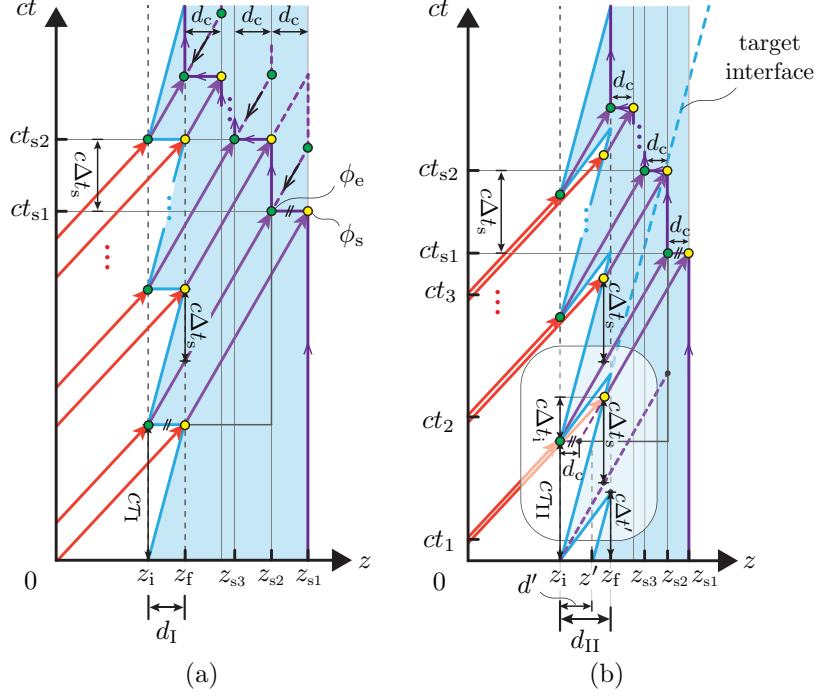 ct
d_c
d_c
d_c
ct_s2
cΔt_s
ct_s1
ϕ_e
ϕ_s
cΔt_s
cτ_I
0
z_i
z_f
z_s3
z_s2
z_s1
z
d_I
(a)
ct
target
interface
d_c
ct_s2
d_c
cΔt_s
ct_s1
d_c
ct_3
cΔt_s
ct_2
cΔt_i
cΔt_s
d_c
cτ_II
cΔt'
ct_1
0
z_i
z'
z_f
z_s3
z_s2
z_s1
z
d'
d_II
(b)